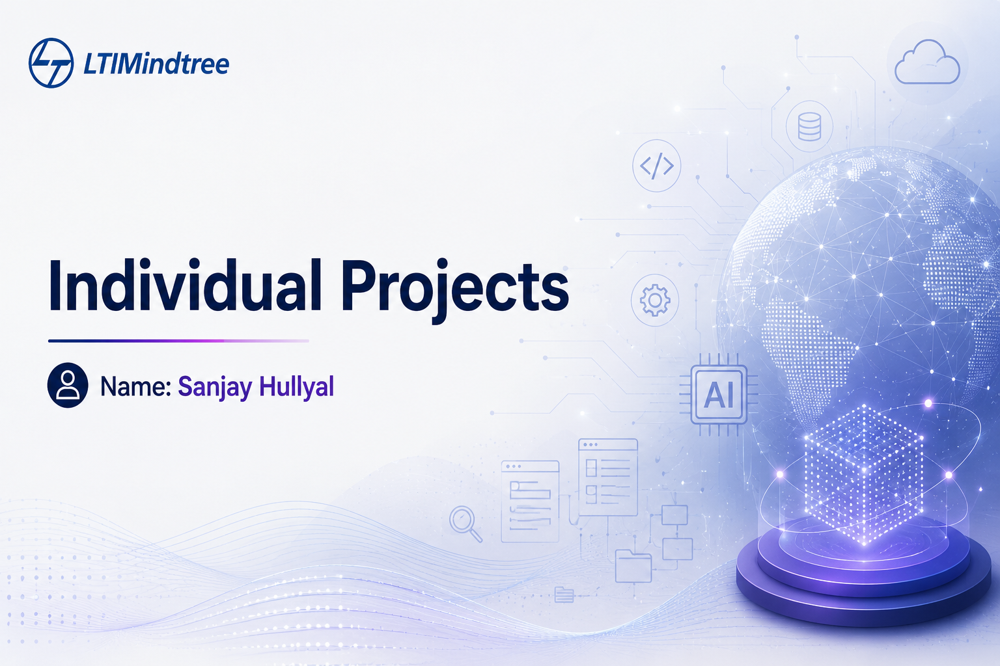 LTIMindtree
Individual Projects
Name: Sanjay Hullyal
</>
AI